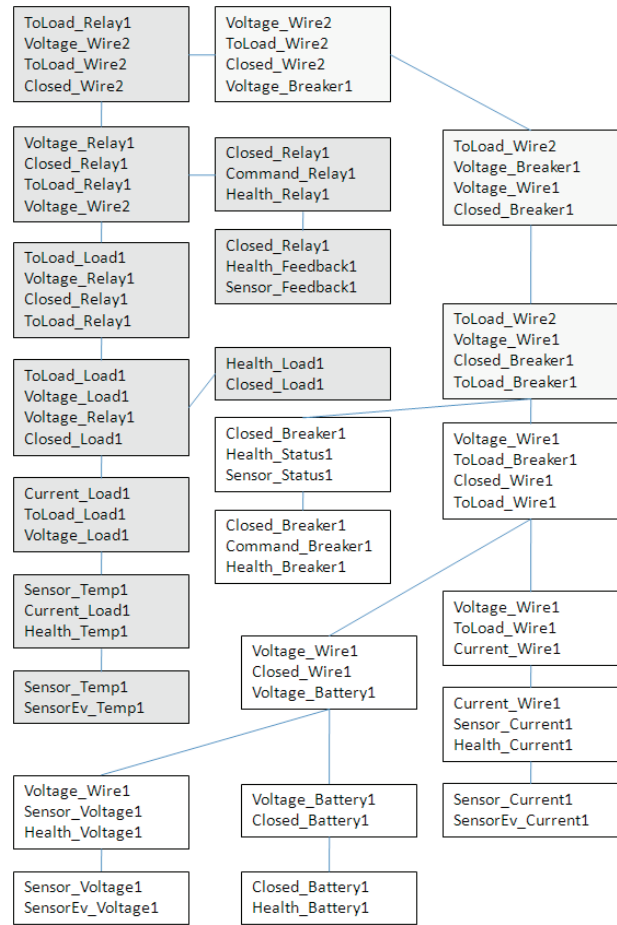 ToLoad_Relay1
Voltage_Wire2
ToLoad_Wire2
Closed_Wire2
Voltage_Wire2
ToLoad_Wire2
Closed_Wire2
Voltage_Breaker1
ToLoad_Wire2
Voltage_Breaker1
Voltage_Wire1
Closed_Breaker1
Voltage_Relay1
Closed_Relay1
ToLoad_Relay1
Voltage_Wire2
Closed_Relay1
Command_Relay1
Health_Relay1
Closed_Relay1
Health_Feedback1
Sensor_Feedback1
ToLoad_Load1
Voltage_Relay1
Closed_Relay1
ToLoad_Relay1
ToLoad_Wire2
Voltage_Wire1
Closed_Breaker1
ToLoad_Breaker1
ToLoad_Load1
Voltage_Load1
Voltage_Relay1
Closed_Load1
Health_Load1
Closed_Load1
Closed_Breaker1
Health_Status1
Sensor_Status1
Voltage_Wire1
ToLoad_Breaker1
Closed_Wire1
ToLoad_Wire1
Current_Load1
ToLoad_Load1
Voltage_Load1
Closed_Breaker1
Command_Breaker1
Health_Breaker1
Sensor_Temp1
Current_Load1
Health_Temp1
Voltage_Wire1
ToLoad_Wire1
Current_Wire1
Voltage_Wire1
Closed_Wire1
Voltage_Battery1
Sensor_Temp1
SensorEv_Temp1
Current_Wire1
Sensor_Current1
Health_Current1
Voltage_Wire1
Sensor_Voltage1
Health_Voltage1
Voltage_Battery1
Closed_Battery1
Sensor_Current1
SensorEv_Current1
Sensor_Voltage1
SensorEv_Voltage1
Closed_Battery1
Health_Battery1